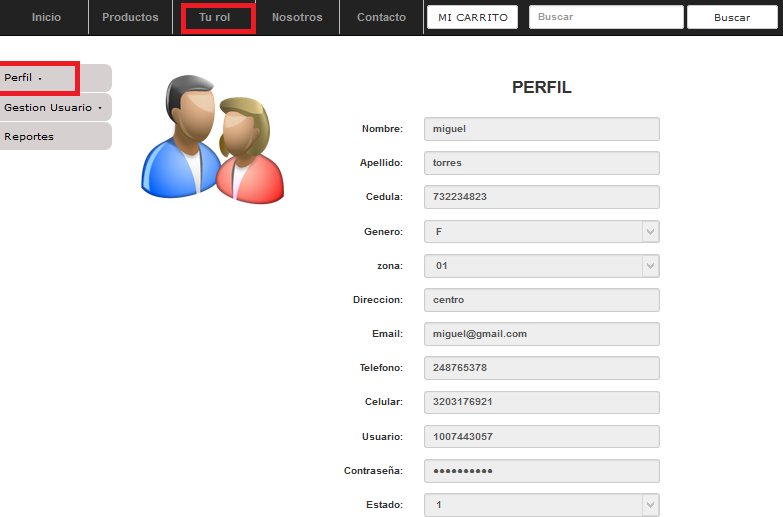 Inicio Productos Tu rol Nosotros Contacto MI CARRITO Buscar Buscar
Perfil
Gestion Usuario
Reportes
PERFIL
Nombre: miguel
Apellido: torres
Cedula: 732234823
Genero: F
zona: 01
Direccion: centro
Email: miguel@gmail.com
Telefono: 248765378
Celular: 3203176921
Usuario: 1007443057
Contraseña: ●●●●●●●●●●
Estado: 1